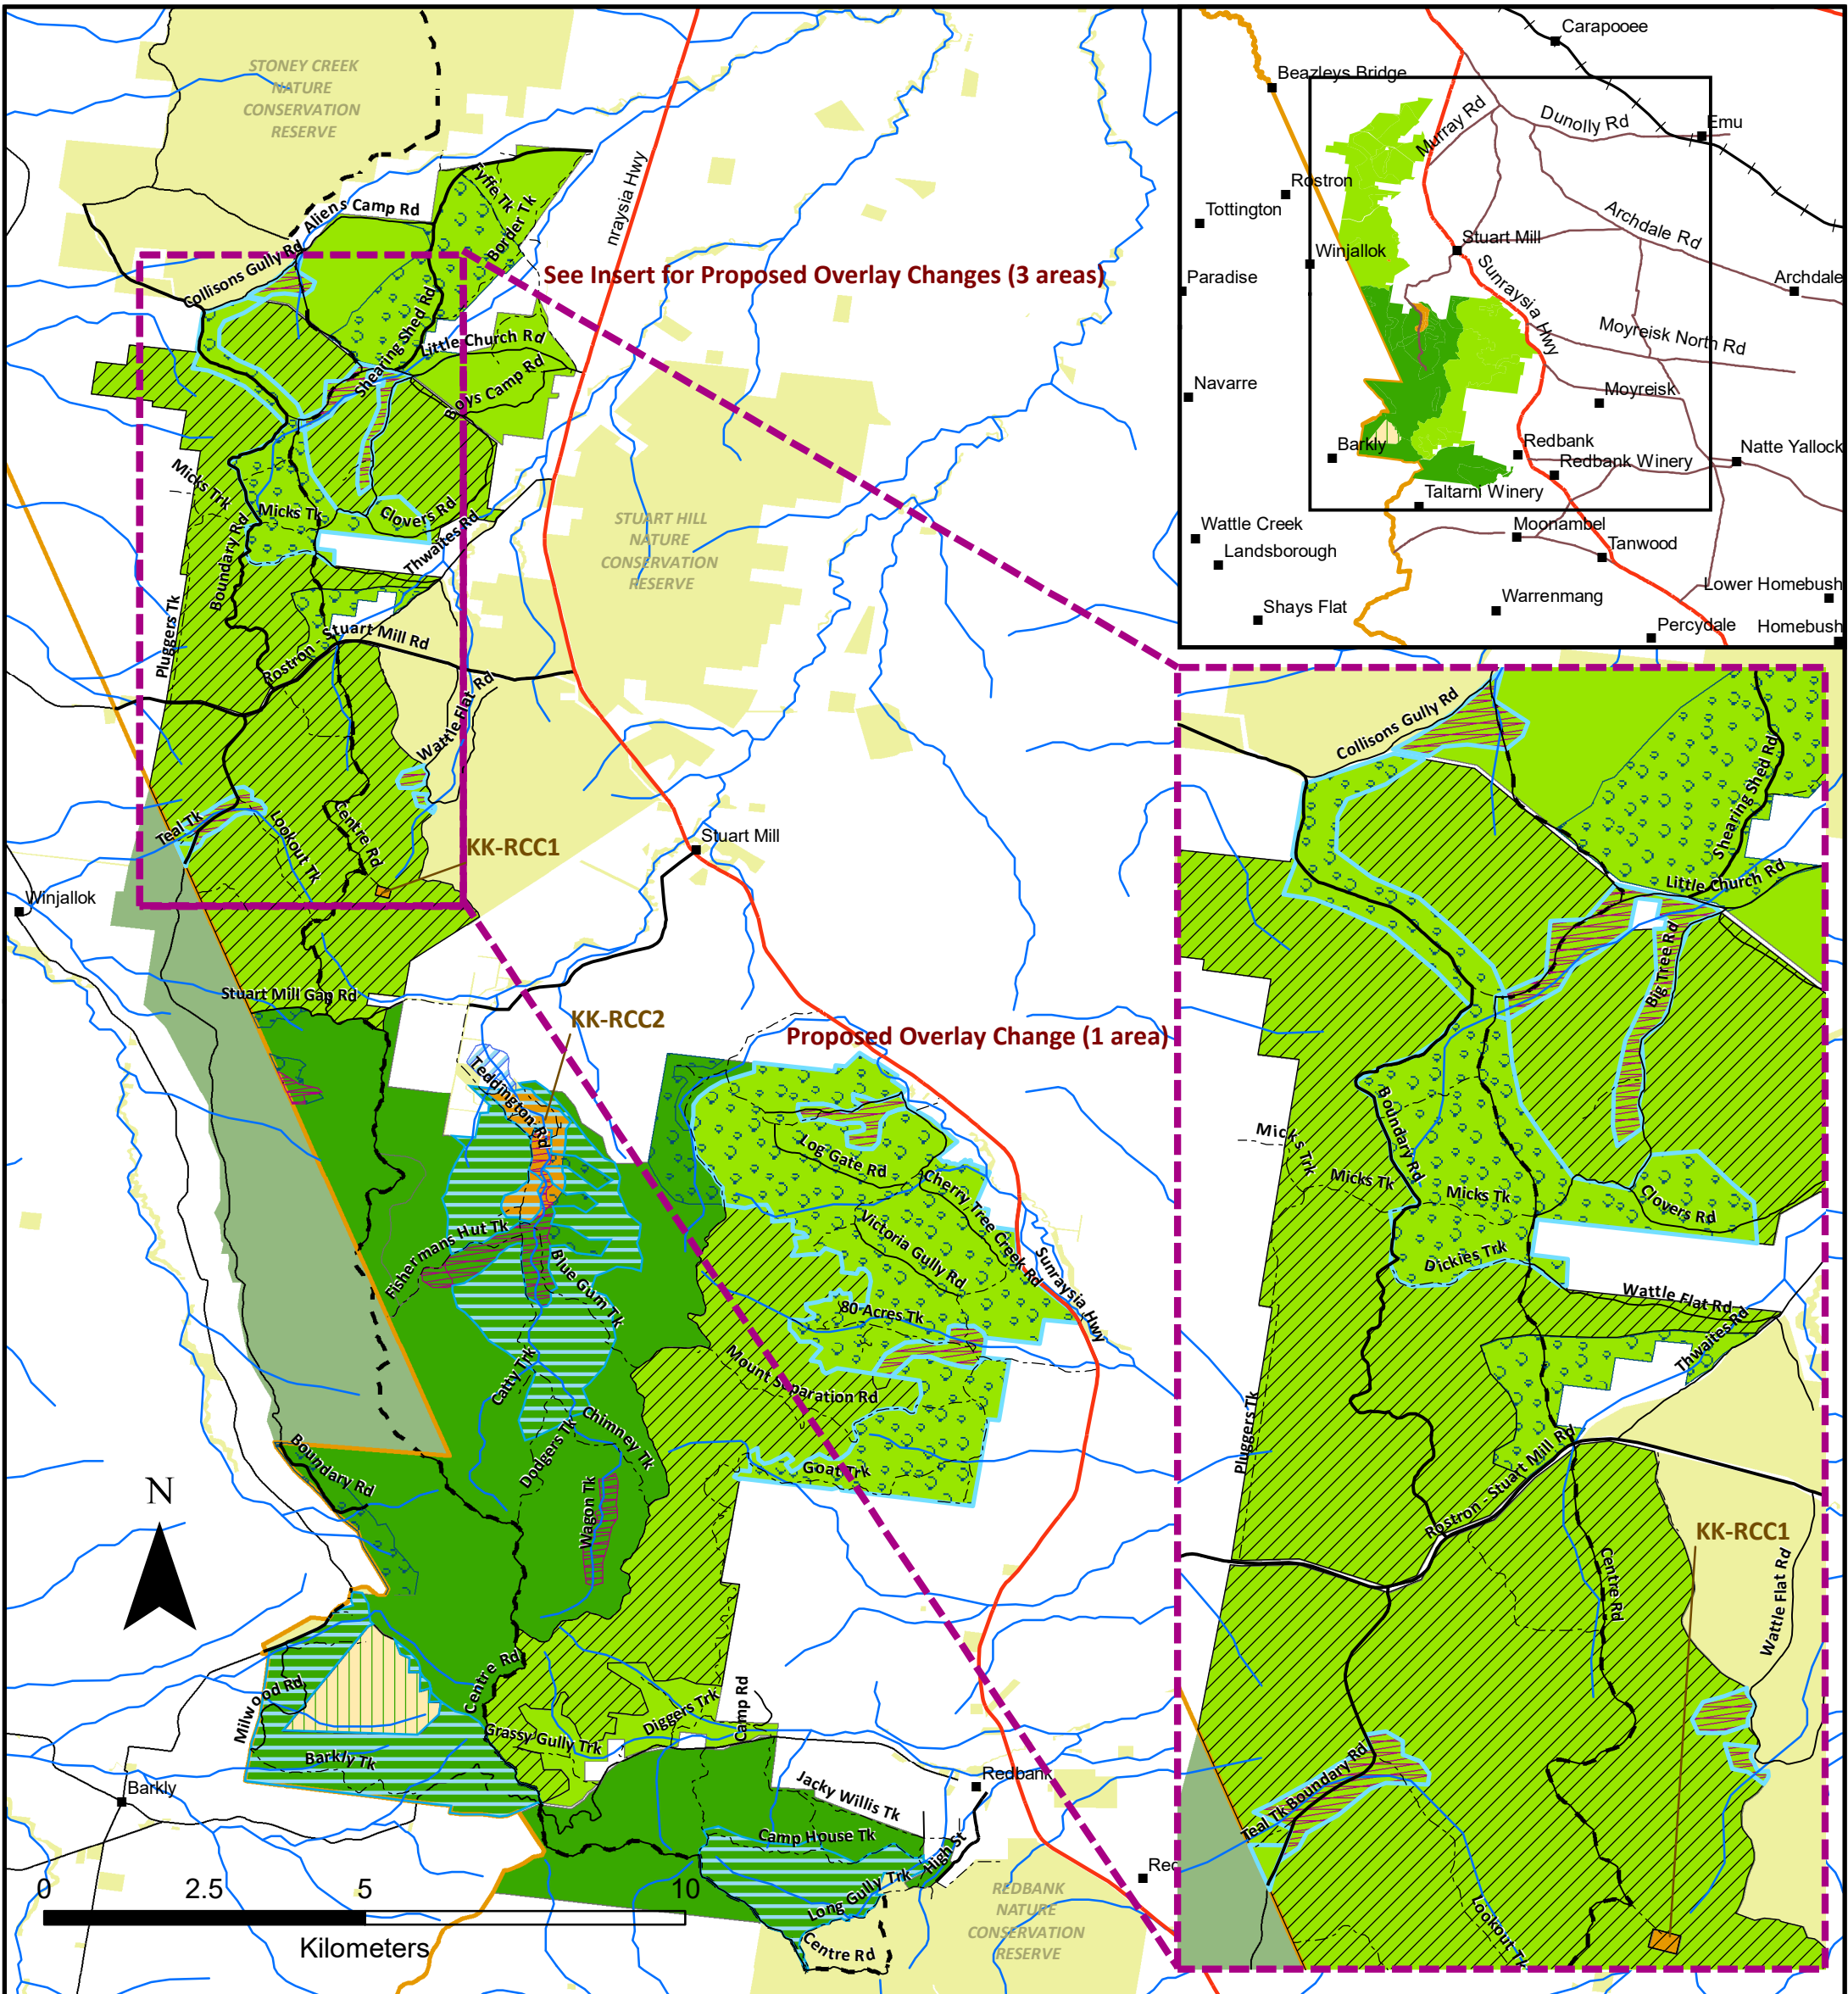 STONEY CREEK
NATURE
CONSERVATION
RESERVE
Fyffe Tk
Border Tk
Aliens Camp Rd
Collisons Gully Rd
nraysia Hwy
See Insert for Proposed Overlay Changes (3 areas)
Shearing Shed Rd
Little Church Rd
Boys Camp Rd
Micks Trk
Micks Tk
Clovers Rd
Thwaites Rd
Boundary Rd
Pluggers Tk
STUART HILL
NATURE
CONSERVATION
RESERVE
Rostron - Stuart Mill Rd
Wattle Flat Rd
Teal Tk
Lookout Tk
Centre Rd
KK-RCC1
Stuart Mill
Winjallok
Stuart Mill Gap Rd
KK-RCC2
Proposed Overlay Change (1 area)
Teddington Rd
Log Gate Rd
Cherry Tree Creek Rd
Victoria Gully Rd
Sunraysia Hwy
Fishermans Hut Tk
Blue Gum Tk
80 Acres Tk
Catty Trk
Mount Separation Rd
Chimney Tk
Dodgers Tk
Goat Trk
Boundary Rd
Wagon Tk
N
Centre Rd
Milwood Rd
Grassy Gully Trk
Diggers Trk
Camp Rd
Barkly Tk
Barkly
Redbank
Jacky Willis Tk
Camp House Tk
High St
Long Gully Trk
Centre Rd
REDBANK
NATURE
CONSERVATION
RESERVE
Rec
0 2.5 5 10
Kilometers
Carapooee
Beazleys Bridge
Murray Rd
Dunolly Rd
Emu
Rostron
Tottington
Archdale Rd
Stuart Mill
Winjallok
Sunraysia Hwy
Paradise
Archdale
Moyreisk North Rd
Navarre
Moyreisk
Barkly
Redbank
Natte Yallock
Redbank Winery
Taltarni Winery
Wattle Creek
Moonambel
Landsborough
Tanwood
Lower Homebush
Warrenmang
Shays Flat
Percydale
Homebush
Collisons Gully Rd
Shearing Shed Rd
Little Church Rd
Big Tree Rd
Boundary Rd
Micks Trk
Micks Tk
Micks Tk
Clovers Rd
Dickies Trk
Wattle Flat Rd
Thwaites Rd
Pluggers Tk
Rostron - Stuart Mill Rd
KK-RCC1
Centre Rd
Wattle Flat Rd
Boundary Rd
Teal Tk
Lookout Tk